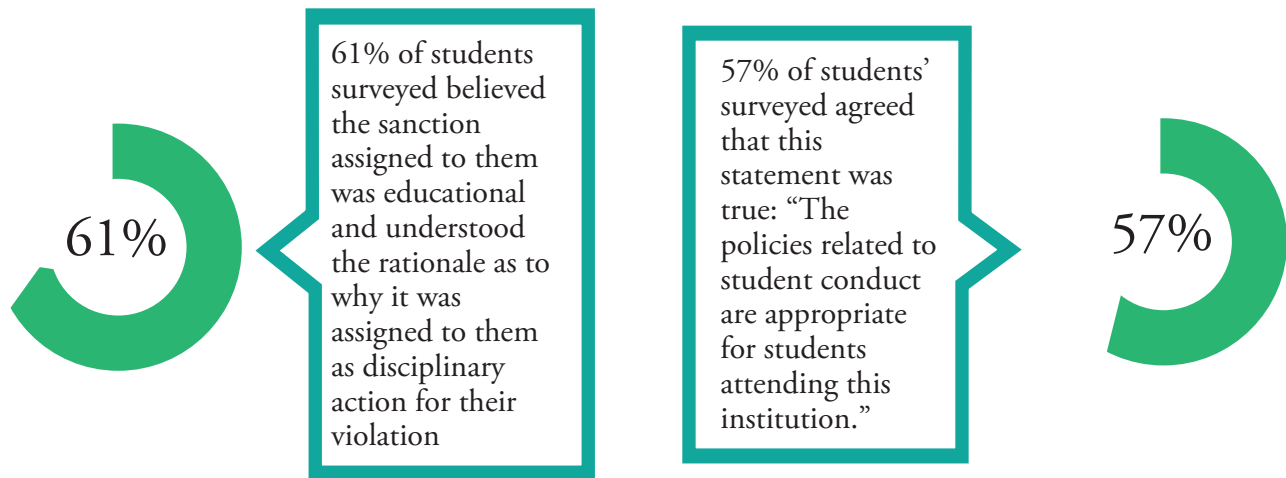 61%
61% of students
surveyed believed
the sanction
assigned to them
was educational
and understood
the rationale as to
why it was
assigned to them
as disciplinary
action for their
violation
57% of students’
surveyed agreed
that this
statement was
true: “The
policies related to
student conduct
are appropriate
for students
attending this
institution.”
57%